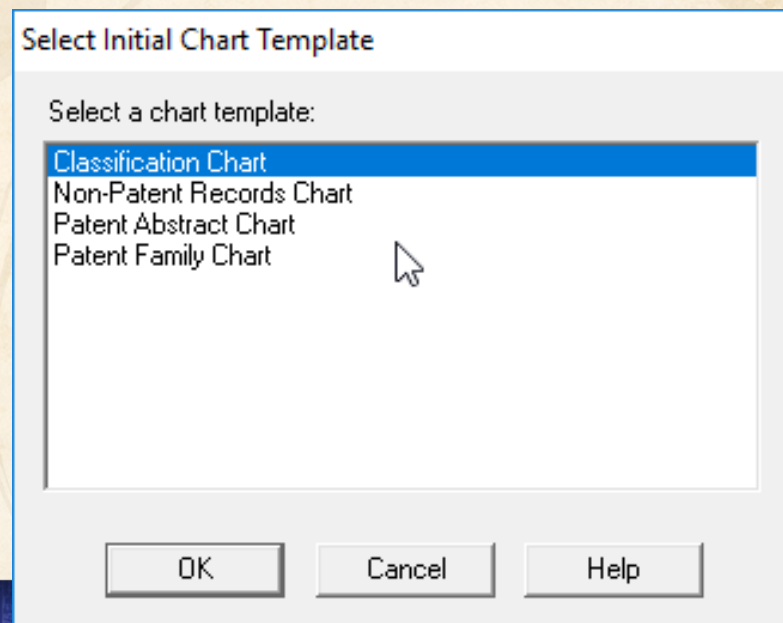 Select Initial Chart Template
Select a chart template:
Classification Chart
Non-Patent Records Chart
Patent Abstract Chart
Patent Family Chart
OK Cancel Help